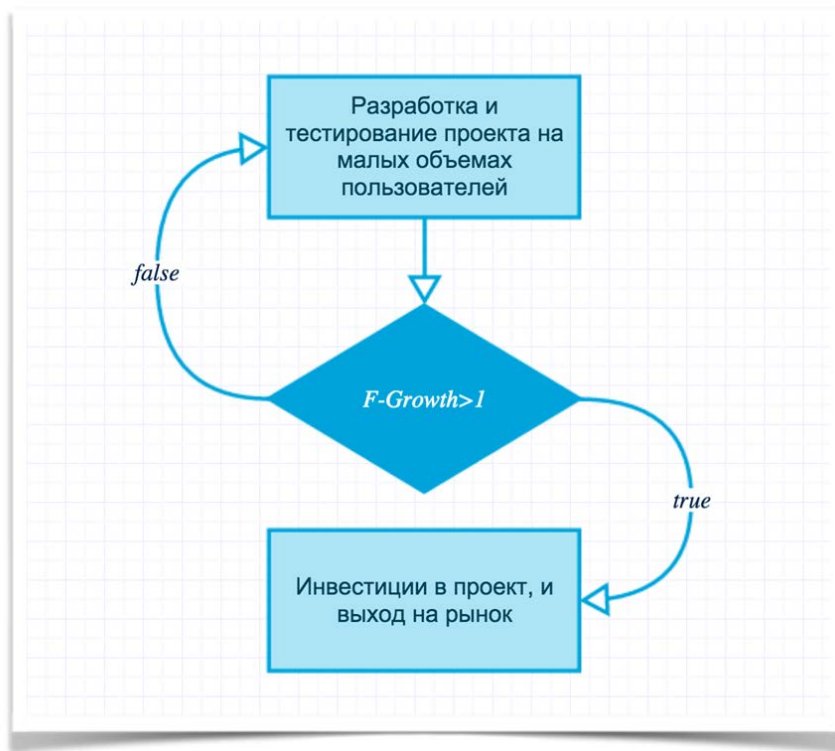 Разработка и
тестирование проекта на
малых объемах
пользователей
false
F-Growth>1
true
Инвестиции в проект, и
выход на рынок